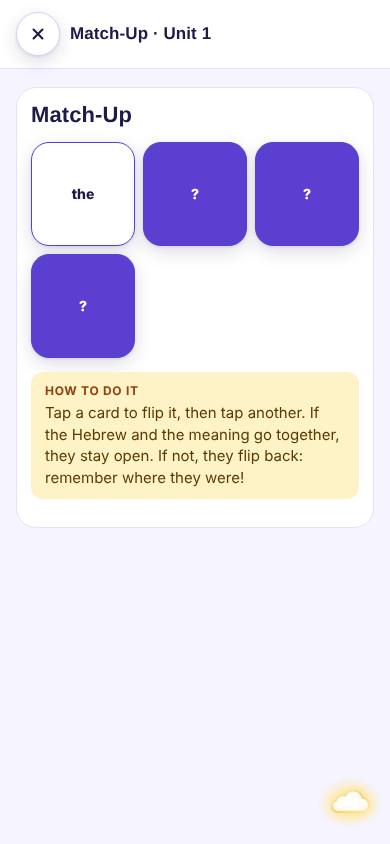 Match-Up · Unit 1
Match-Up
the
?
?
?
HOW TO DO IT
Tap a card to flip it, then tap another. If
the Hebrew and the meaning go together,
they stay open. If not, they flip back:
remember where they were!